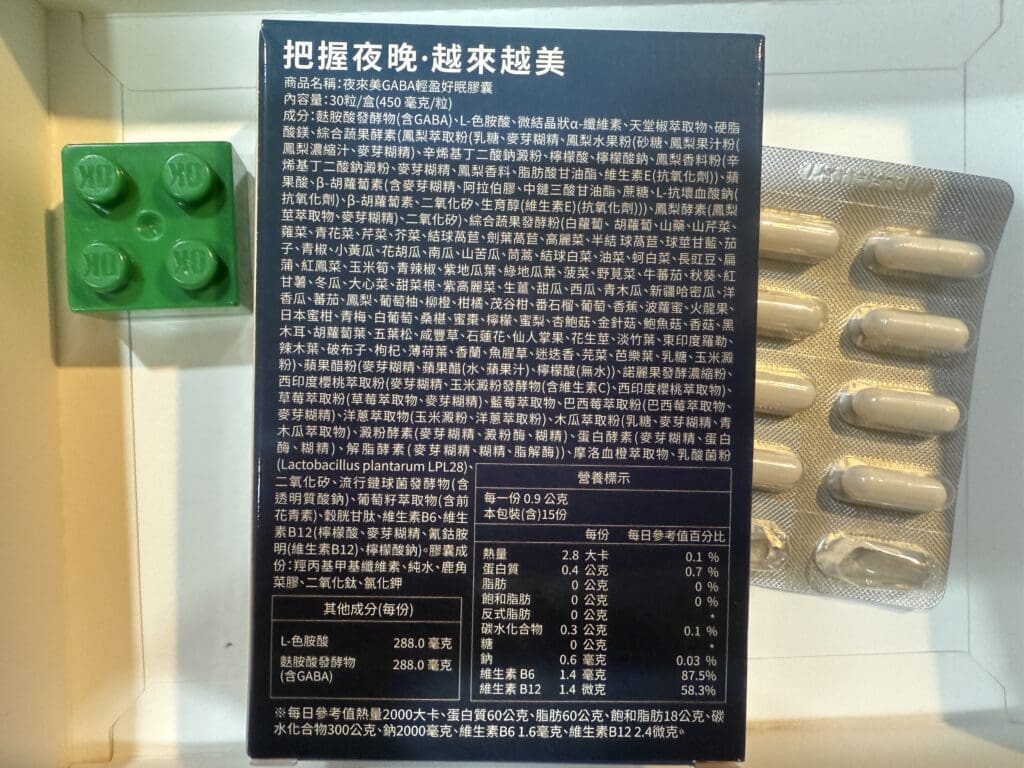 把握夜晚·越來越美
商品名稱:夜來美GABA輕盈好眠膠囊
內容量:30粒/盒(450 毫克/粒)
成分:麩胺酸發酵物(含GABA)、L-色胺酸、微結晶狀α-纖維素、天堂椒萃取物、硬脂
酸鎂、綜合蔬果酵素(鳳梨萃取粉(乳糖、麥芽糊精、鳳梨水果粉(砂糖、鳳梨果汁粉(
鳳梨濃縮汁、麥芽糊精)、辛烯基丁二酸鈉澱粉、檸檬酸、檸檬酸鈉、鳳梨香料粉(辛
烯基丁二酸鈉澱粉、麥芽糊精、鳳梨香料、脂肪酸甘油酯、維生素E(抗氧化劑))、蘋
果酸、β-胡蘿蔔素(含麥芽糊精、阿拉伯膠、中鏈三酸甘油酯、蔗糖、L-抗壞血酸鈉(
抗氧化劑)、β-胡蘿蔔素、二氧化矽、生育醇(維生素E)(抗氧化劑)))、鳳梨酵素(鳳梨
莖萃取物、麥芽糊精)、二氧化矽)、綜合蔬果發酵粉(白蘿蔔、胡蘿蔔、山藥、山芹菜、
蕹菜、青花菜、芹菜、芥菜、結球萵苣、劍葉萵苣、高麗菜、半結球萵苣、球莖甘藍、茄
子、青椒、小黃瓜、花胡瓜、南瓜、山苦瓜、茼蒿、結球白菜、油菜、蚵白菜、長豇豆、扁
蒲、紅鳳菜、玉米筍、青辣椒、紫地瓜葉、綠地瓜葉、菠菜、野莧菜、牛蕃茄、秋葵、紅
甘薯、冬瓜、大心菜、甜菜根、紫高麗菜、生薑、甜瓜、西瓜、青木瓜、新疆哈密瓜、洋
香瓜、蕃茄、鳳梨、葡萄柚、柳橙、柑橘、茂谷柑、番石榴、葡萄、香蕉、波蘿蜜、火龍果、
日本蜜柑、青梅、白葡萄、桑椹、蜜棗、檸檬、蜜梨、杏鮑菇、金針菇、鮑魚菇、香菇、黑
木耳、胡蘿蔔葉、五葉松、咸豐草、石蓮花、仙人掌果、花生草、淡竹葉、東印度羅勒、
辣木葉、破布子、枸杞、薄荷葉、香蘭、魚腥草、迷迭香、芫菜、芭樂葉、乳糖、玉米澱
粉)、蘋果醋粉(麥芽糊精、蘋果醋(水、蘋果汁)、檸檬酸(無水))、諾麗果發酵濃縮粉、
西印度櫻桃萃取粉(麥芽糊精、玉米澱粉發酵物(含維生素C)、西印度櫻桃萃取物)、
草莓萃取粉(草莓萃取物、麥芽糊精)、藍莓萃取物、巴西莓萃取粉(巴西莓萃取物、
麥芽糊精)、洋蔥萃取物(玉米澱粉、洋蔥萃取粉)、木瓜萃取粉(乳糖、麥芽糊精、青
木瓜萃取物)、澱粉酵素(麥芽糊精、澱粉酶、糊精)、蛋白酵素(麥芽糊精、蛋白
酶、糊精)、解脂酵素(麥芽糊精、糊精、脂解酶))、摩洛血橙萃取物、乳酸菌粉
(Lactobacillus plantarum LPL28)、
二氧化矽、流行鏈球菌發酵物(含
透明質酸鈉)、葡萄籽萃取物(含前
花青素)、穀胱甘肽、維生素B6、維生
素B12(檸檬酸、麥芽糊精、氰鈷胺
明(維生素B12)、檸檬酸鈉)。膠囊成
份:羥丙基甲基纖維素、純水、鹿角
菜膠、二氧化鈦、氯化鉀
其他成分(每份)
L-色胺酸 288.0 毫克
麩胺酸發酵物 288.0 毫克
(含GABA)
營養標示
每一份 0.9 公克
本包裝(含)15份
每份 每日參考值百分比
熱量 2.8 大卡 0.1 %
蛋白質 0.4 公克 0.7 %
脂肪 0 公克 0 %
飽和脂肪 0 公克 0 %
反式脂肪 0 公克 *
碳水化合物 0.3 公克 0.1 %
糖 0 公克 *
鈉 0.6 毫克 0.03 %
維生素 B6 1.4 毫克 87.5%
維生素 B12 1.4 微克 58.3%
※每日參考值熱量2000大卡、蛋白質60公克、脂肪60公克、飽和脂肪18公克、碳
水化合物300公克、鈉2000毫克、維生素B6 1.6毫克、維生素B12 2.4微克。
OK OK
OK OK